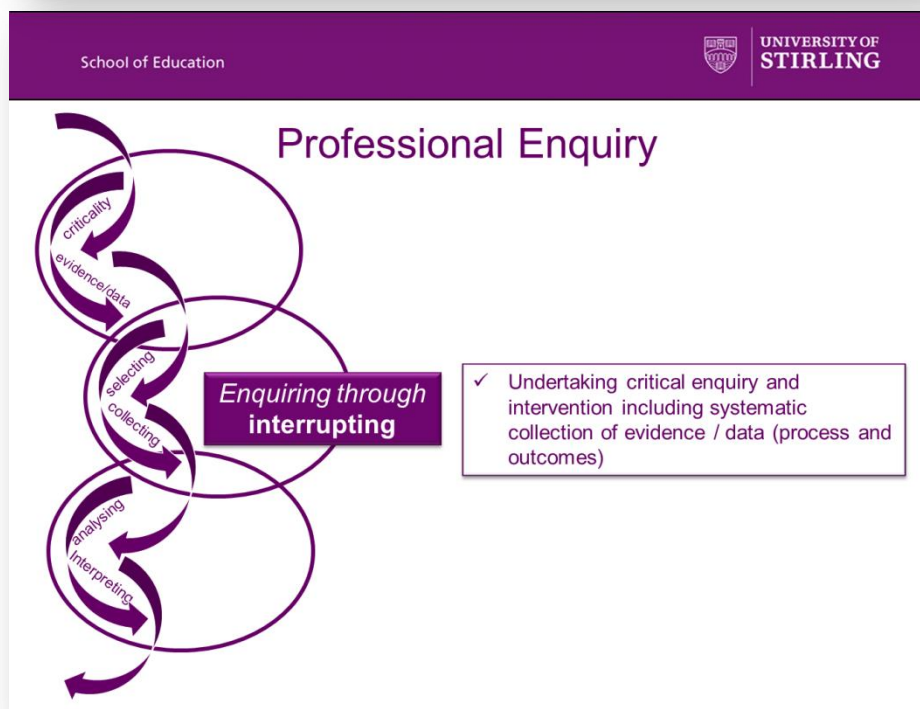 School of Education
UNIVERSITY OF
STIRLING
Professional Enquiry
criticality
evidence/data
selecting
collecting
Enquiring through
interrupting
✓ Undertaking critical enquiry and
intervention including systematic
collection of evidence / data (process and
outcomes)
analysing
Interpreting